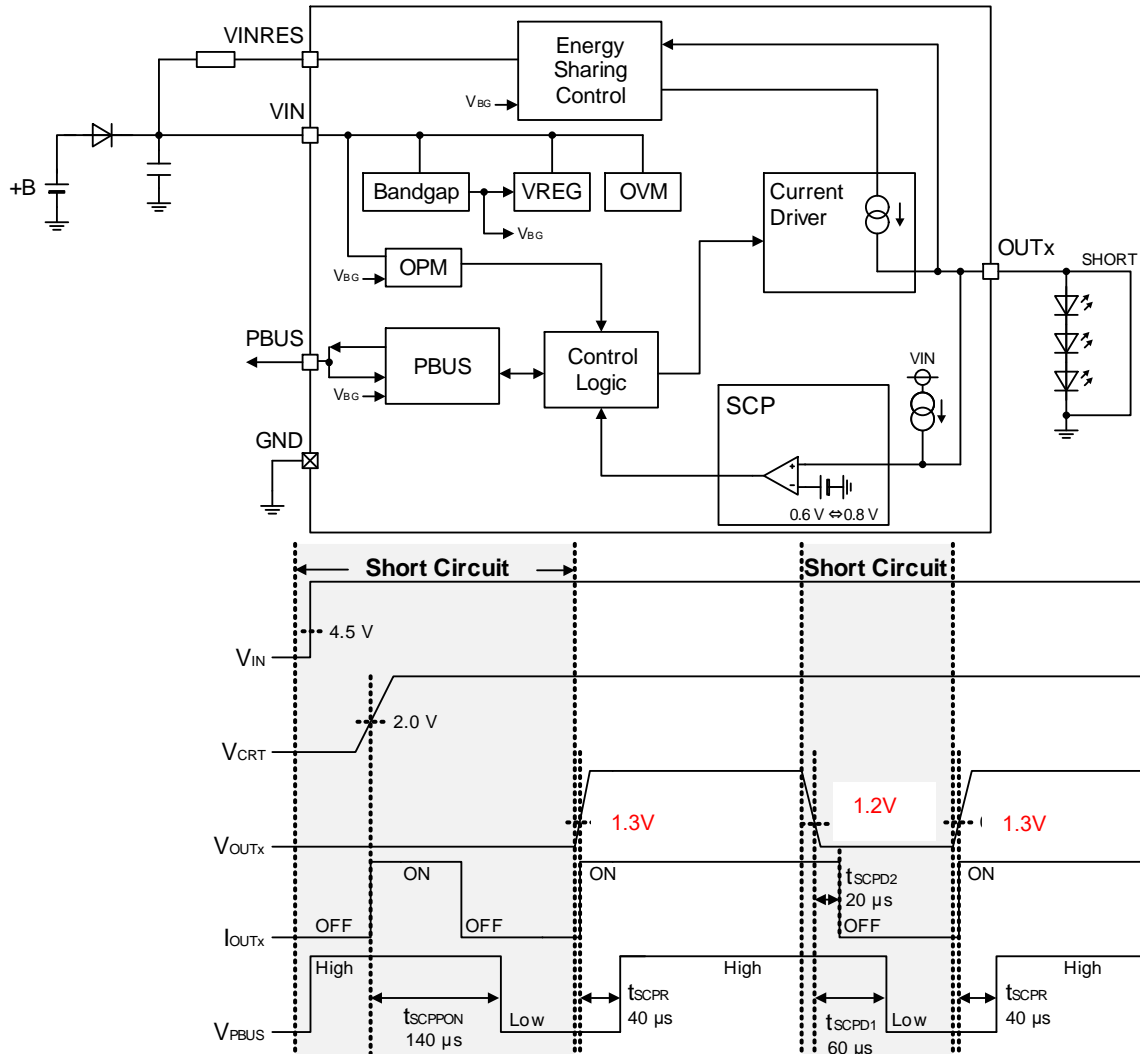 VINRES
Energy
Sharing
Control
VBG
VIN
+B
Bandgap
VREG
OVM
VBG
Current
Driver
VBG
OPM
OUTx
SHORT
PBUS
PBUS
VBG
Control
Logic
VIN
SCP
+
-
0.6 V ⇔0.8 V
GND
Short Circuit
Short Circuit
4.5 V
VIN
2.0 V
VCRT
1.3V
1.2V
1.3V
VOUTx
ON
ON
tSCPD2
20 µs
ON
OFF
OFF
OFF
IOUTx
High
tSCPR
40 µs
High
High
tSCPPON
140 µs
Low
tSCPD1
60 µs
Low
tSCPR
40 µs
VPBUS